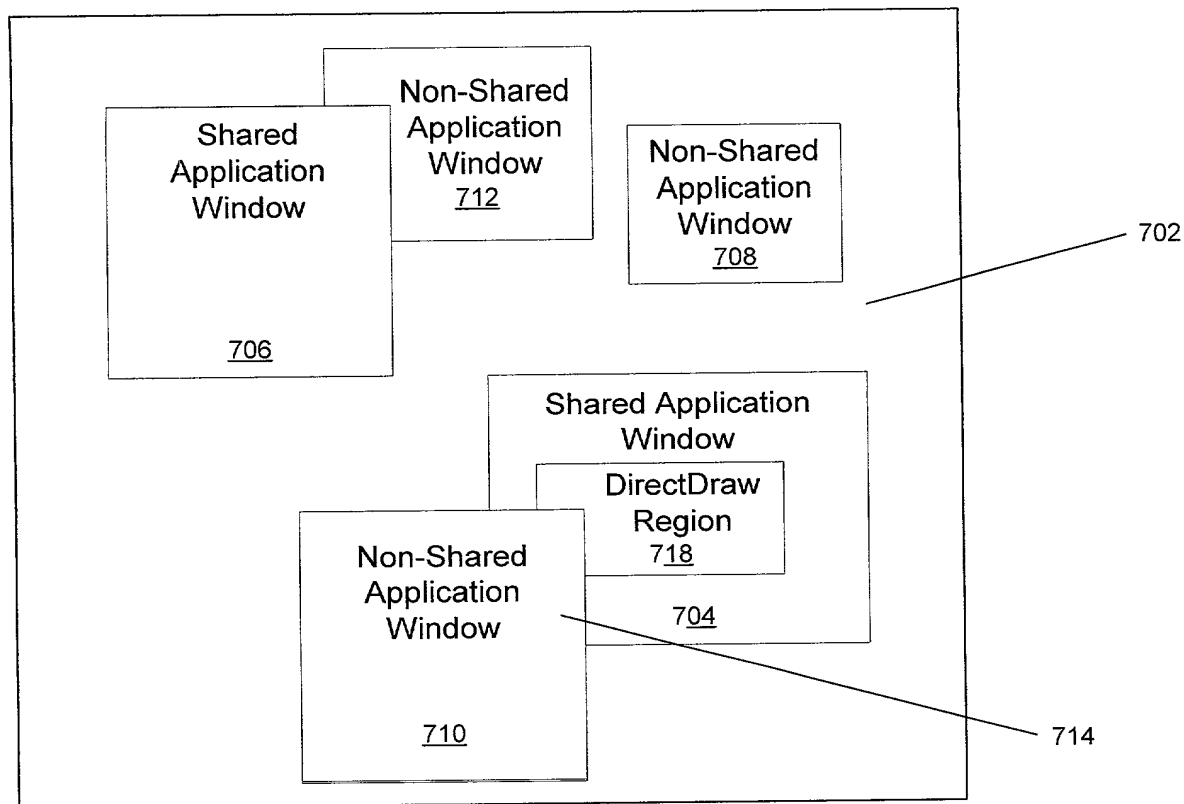 Non-Shared
Application
Window
712
Shared
Application
Window
706
Non-Shared
Application
Window
708
702
Shared Application
Window
DirectDraw
Region
718
704
Non-Shared
Application
Window
710
714